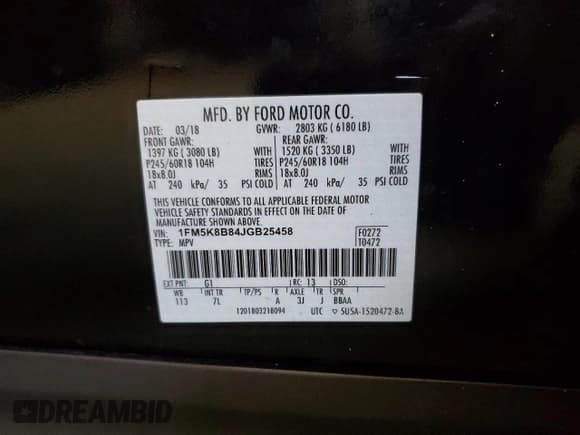 MFD. BY FORD MOTOR CO.
DATE: 03/18 GVWR: 2803 KG ( 6180 LB)
FRONT GAWR: REAR GAWR:
1397 KG ( 3080 LB) WITH 1520 KG ( 3350 LB) WITH
P245/60R18 104H TIRES P245/60R18 104H TIRES
18x8.0J RIMS 18x8.0J RIMS
AT 240 kPa/ 35 PSI COLD AT 240 kPa/ 35 PSI COLD
THIS VEHICLE CONFORMS TO ALL APPLICABLE FEDERAL MOTOR
VEHICLE SAFETY STANDARDS IN EFFECT ON THE DATE OF
MANUFACTURE SHOWN ABOVE.
VIN: 1FM5K8B84JGB25458 F0272
TYPE: MPV T0472
EXT PNT: G1 RC: 13 DSO:
WB INT TR TP/PS R AXLE TR SPR
113 7L A 3J J BBAA
1201803218094 UTC SUSA-1520472-BA
DREAMBID